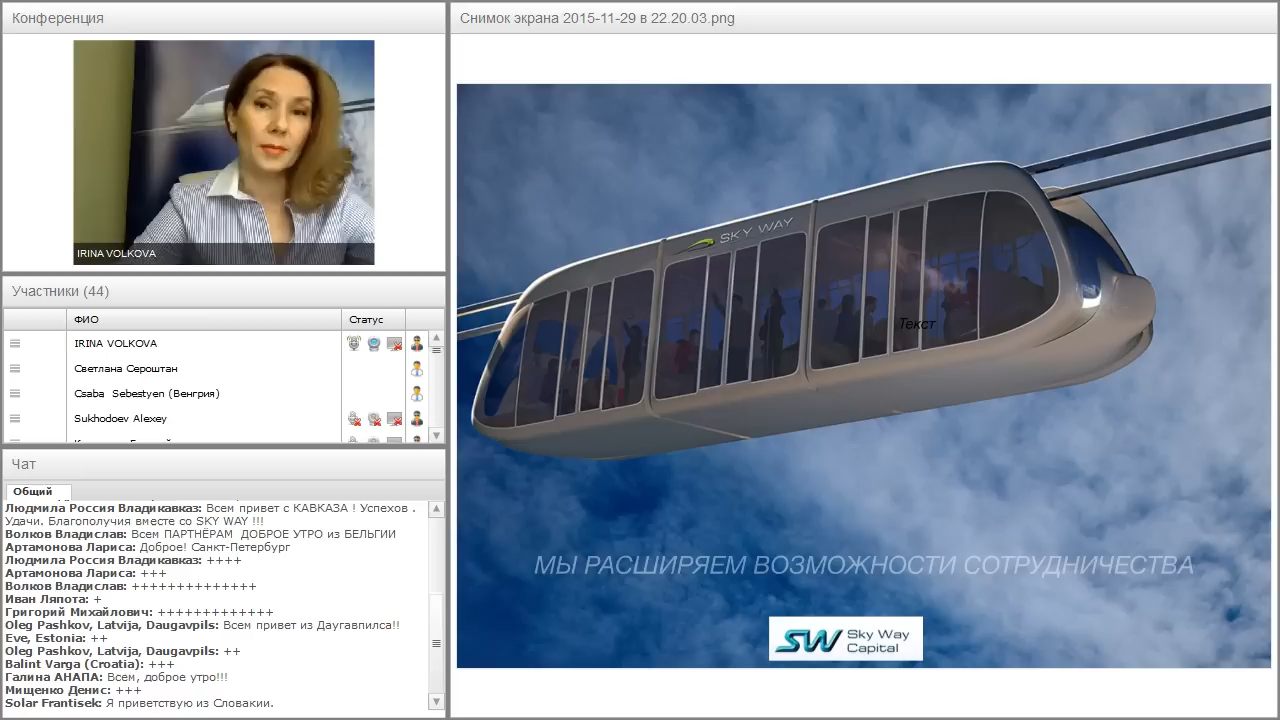 Конференция
IRINA VOLKOVA
Участники (44)
ФИО Статус
IRINA VOLKOVA
Светлана Сероштан
Csaba Sebestyen (Венгрия)
Sukhodoev Alexey
Чат
Общий
Людмила Россия Владикавказ: Всем привет с КАВКАЗА ! Успехов .
Удачи. Благополучия вместе со SKY WAY !!!
Волков Владислав: Всем ПАРТНЁРАМ ДОБРОЕ УТРО из БЕЛЬГИИ
Артамонова Лариса: Доброе! Санкт-Петербург
Людмила Россия Владикавказ: ++++
Артамонова Лариса: +++
Волков Владислав: ++++++++++++++
Иван Ляпота: +
Григорий Михайлович: +++++++++++++
Oleg Pashkov, Latvija, Daugavpils: Всем привет из Даугавпилса!!
Eve, Estonia: ++
Oleg Pashkov, Latvija, Daugavpils: ++
Balint Varga (Croatia): +++
Галина АНАПА: Всем, доброе утро!!!
Мищенко Денис: +++
Solar Frantisek: Я приветствую из Словакии.
Снимок экрана 2015-11-29 в 22.20.03.png
SKY WAY
Текст
МЫ РАСШИРЯЕМ ВОЗМОЖНОСТИ СОТРУДНИЧЕСТВА
SW Sky Way
Capital